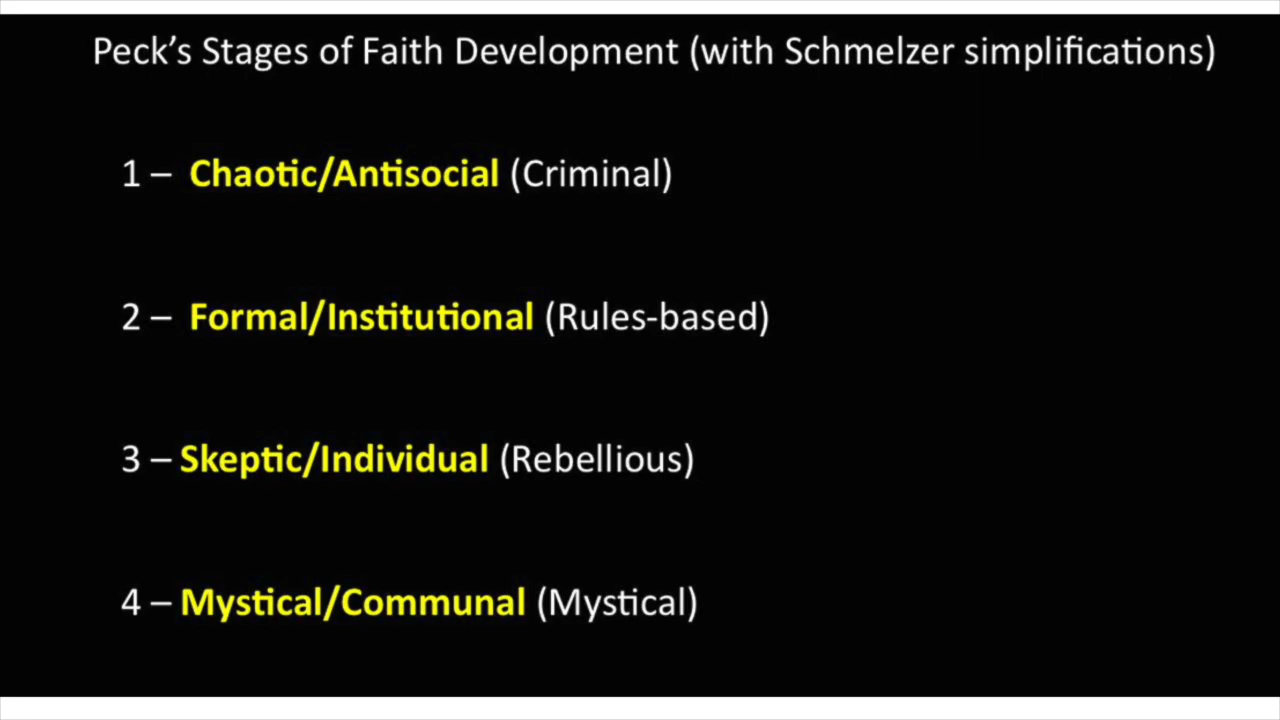 Peck’s Stages of Faith Development (with Schmelzer simplifications)
1 – Chaotic/Antisocial (Criminal)
2 – Formal/Institutional (Rules-based)
3 – Skeptic/Individual (Rebellious)
4 – Mystical/Communal (Mystical)